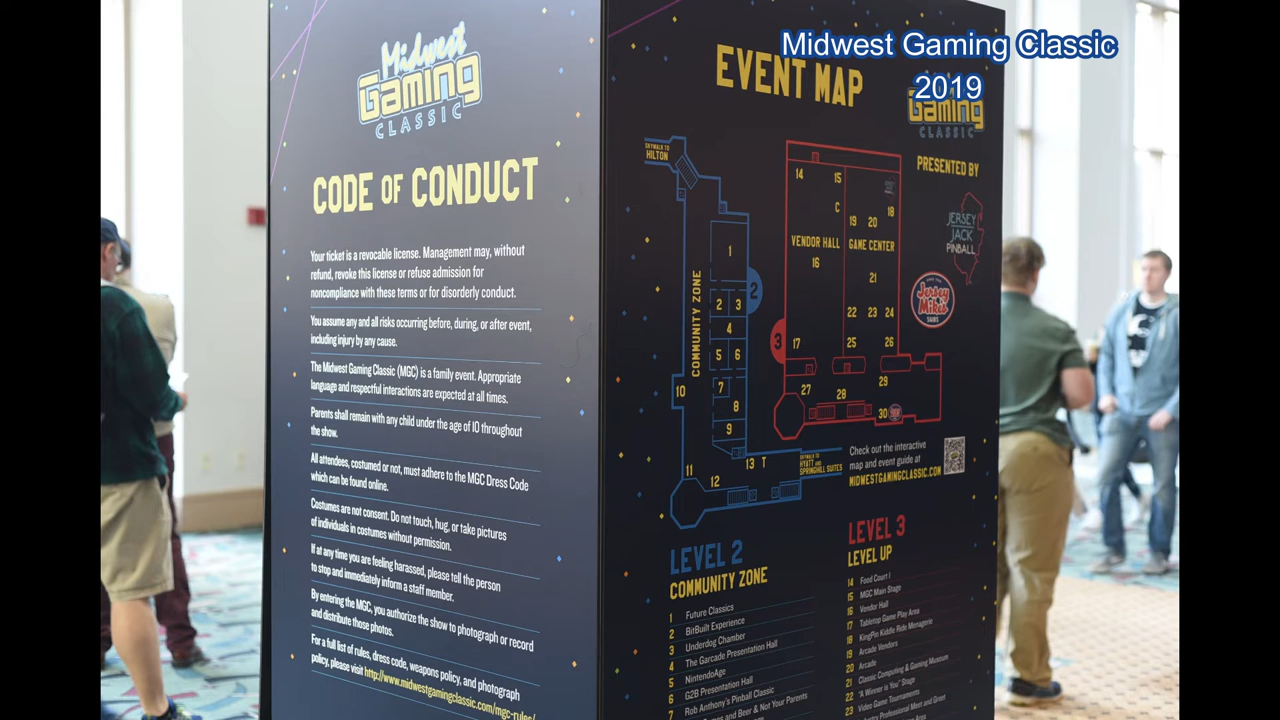 Midwest Gaming Classic
2019
Midwest
Gaming
CLASSIC
CODE OF CONDUCT
Your ticket is a revocable license. Management may, without
refund, revoke this license or refuse admission for
noncompliance with these terms or for disorderly conduct.
You assume any and all risks occurring before, during, or after event,
including injury by any cause.
The Midwest Gaming Classic (MGC) is a family event. Appropriate
language and respectful interactions are expected at all times.
Parents shall remain with any child under the age of 10 throughout
the show.
All attendees, costumed or not, must adhere to the MGC Dress Code
which can be found online.
Costumes are not consent. Do not touch, hug, or take pictures
of individuals in costumes without permission.
If at any time you are feeling harassed, please tell the person
to stop and immediately inform a staff member.
By entering the MGC, you authorize the show to photograph or record
and distribute those photos.
For a full list of rules, dress code, weapons policy, and photograph
policy, please visit http://www.midwestgamingclassic.com/mgc-rules/
EVENT MAP
Gaming
CLASSIC
PRESENTED BY
JERSEY
JACK
PINBALL
Jersey
Mike's
SUBS
SKYWALK TO
HILTON
COMMUNITY ZONE
1
2
2 3
4
5 6
7
8
9
10
11
12
13 T
SKYWALK TO
HYATT AND
SPRINGHILL SUITES
14 15
C
18
19 20
VENDOR HALL
GAME CENTER
16
21
22 23 24
3
17
25 26
27 28 29
30
Check out the interactive
map and event guide at
MIDWESTGAMINGCLASSIC.COM
LEVEL 2
COMMUNITY ZONE
1 Future Classics
2 BitBuilt Experience
3 Underdog Chamber
4 The Garcade Presentation Hall
5 NintendoAge
6 G2B Presentation Hall
7 Rob Anthony's Pinball Classic
Games and Beer & Not Your Parents
LEVEL 3
LEVEL UP
14 Food Court I
15 MGC Main Stage
16 Vendor Hall
17 Tabletop Game Play Area
18 KingPin Kiddie Ride Menagerie
19 Arcade Vendors
20 Arcade
21 Classic Computing & Gaming Museum
22 "A Winner is You" Stage
23 Video Game Tournaments
Professional Meet and Greet